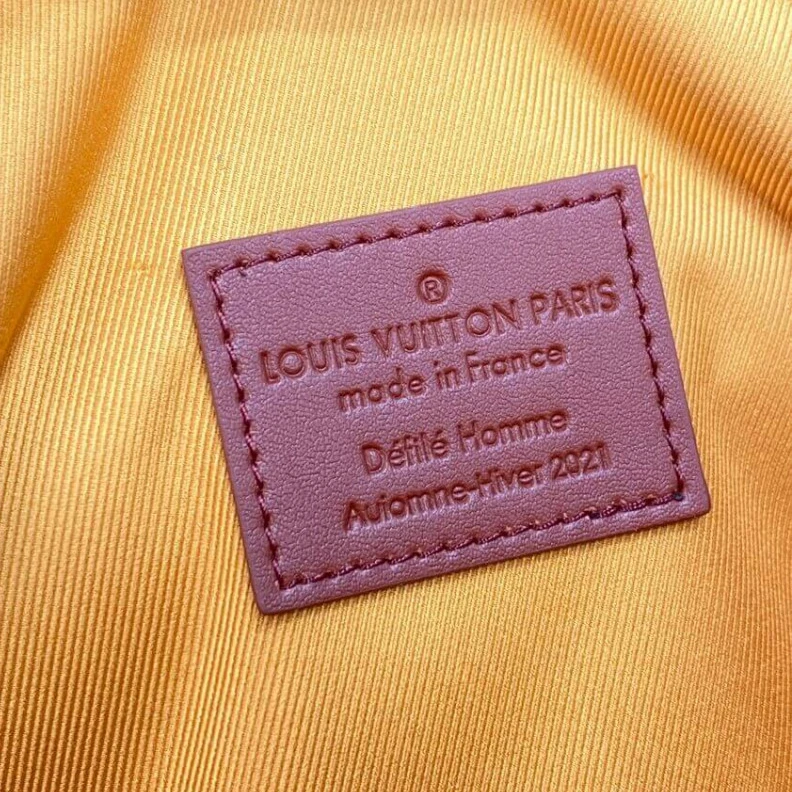 ®
LOUIS VUITTON PARIS
made in France
Défilé Homme
Automne-Hiver 2021